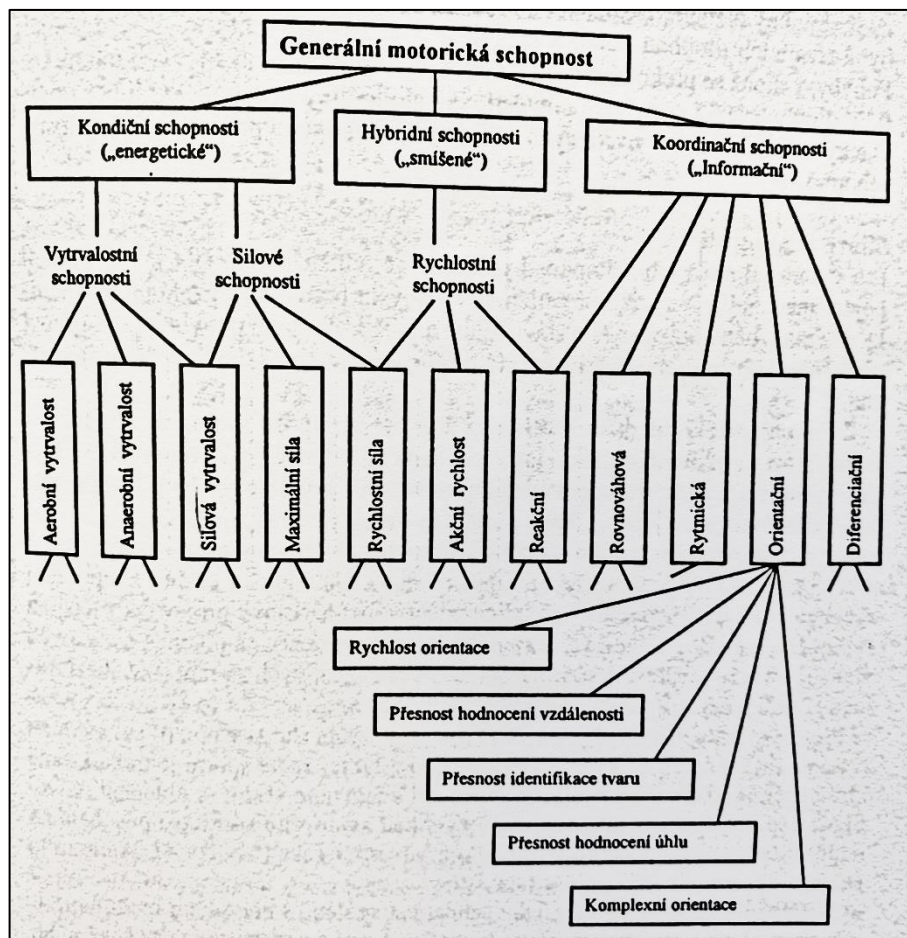 Generální motorická schopnost
Kondiční schopnosti
(„energetické“)
Hybridní schopnosti
(„smíšené“)
Koordinační schopnosti
(„Informační“)
Vytrvalostní
schopnosti
Silové
schopnosti
Rychlostní
schopnosti
Aerobní vytrvalost
Anaerobní vytrvalost
Silová vytrvalost
Maximální síla
Rychlostní síla
Akční rychlost
Reakční
Rovnováhová
Rytmická
Orientační
Diferenciační
Rychlost orientace
Přesnost hodnocení vzdálenosti
Přesnost identifikace tvaru
Přesnost hodnocení úhlu
Komplexní orientace